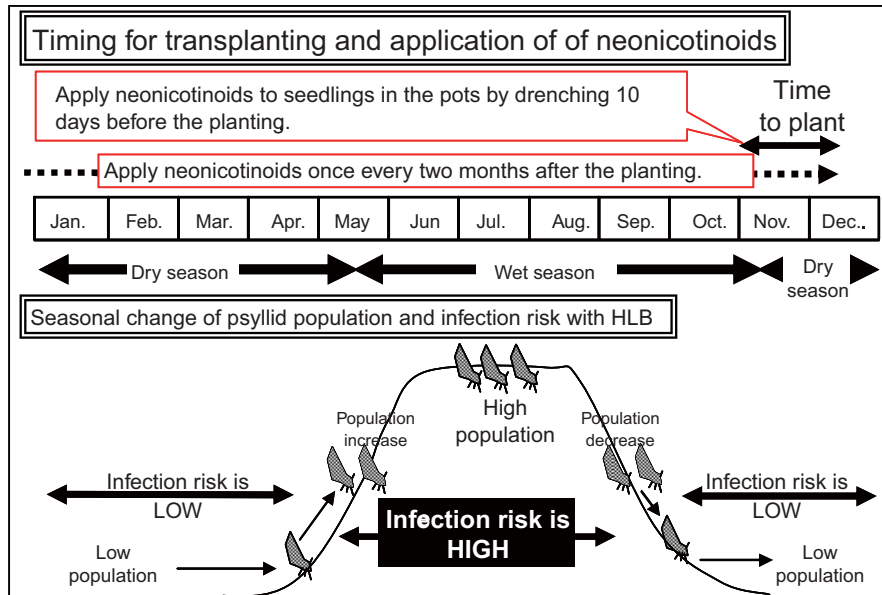 Timing for transplanting and application of of neonicotinoids
Apply neonicotinoids to seedlings in the pots by drenching 10
days before the planting.
Time
to plant
Apply neonicotinoids once every two months after the planting.
Jan.
Feb.
Mar.
Apr.
May
Jun
Jul.
Aug.
Sep.
Oct.
Nov.
Dec..
Dry season
Wet season
Dry
season
Seasonal change of psyllid population and infection risk with HLB
High
population
Population
increase
Population
decrease
Infection risk is
LOW
Infection risk is
HIGH
Infection risk is
LOW
Low
population
Low
population